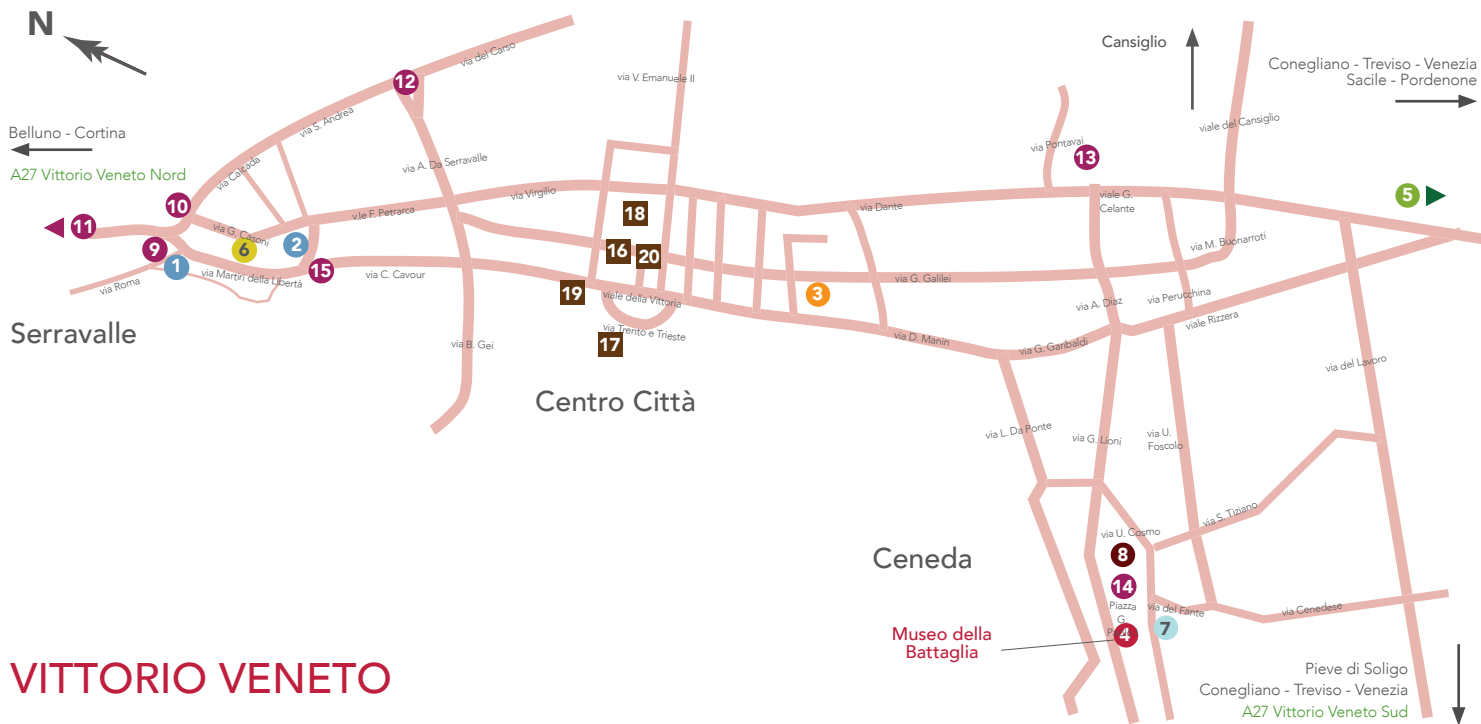 N
Cansiglio
Conegliano - Treviso - Venezia
Sacile - Pordenone
via del Carso
via V. Emanuele II
12
via S. Andrea
viale del Cansiglio
Belluno - Cortina
A27 Vittorio Veneto Nord
via Calcada
via A. Da Serravalle
via Pontavai
13
via Virgilio
v.le F. Petrarca
via Dante
viale G.
Celante
5
10
11
via G. Casoni
9
6
2
18
16
20
via M. Buonarroti
1
via Martiri della Libertà
15
via C. Cavour
via G. Galilei
via Roma
19
viale della Vittoria
3
via A. Diaz
via Perucchina
viale Rizzera
Serravalle
via Trento e Trieste
17
via B. Gei
via D. Manin
via G. Garibaldi
via del Lavoro
Centro Città
via L. Da Ponte
via G. Lioni
via U.
Foscolo
via S. Tiziano
via U. Cosmo
Ceneda
8
14
Piazza
G.
via del Fante
via Cenedese
4
7
Museo della
Battaglia
VITTORIO VENETO
Pieve di Soligo
Conegliano - Treviso - Venezia
A27 Vittorio Veneto Sud